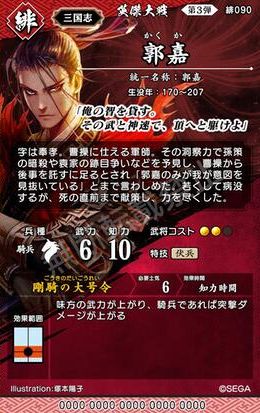 緋
三国志
英傑大戦
第3弾
緋090
かくか
郭嘉
統一名称：郭嘉
生没年：170～207
「俺の智を貸す。
その武と神速で、頂へと駆けよ」
字は奉孝。曹操に仕える軍師。その洞察力で孫策
の暗殺や袁家の跡目争いなどを予見し、曹操から
後事を託すに足るとされ「郭嘉のみが我が意図を
見抜いている」とまで言わしめた。若くして病没
するが、死の直前まで献策し、力を尽くした。
兵種
騎兵
武力
6
知力
10
武将コスト
特技
伏兵
ごうきのだいごうれい
剛騎の大号令
必要士気
6
効果時間
知力時間
効果範囲
味方の武力が上がり、騎兵であれば突撃ダ
メージが上がる
Illustration:塚本陽子
©SEGA
0000-0000-0000-0000-0000